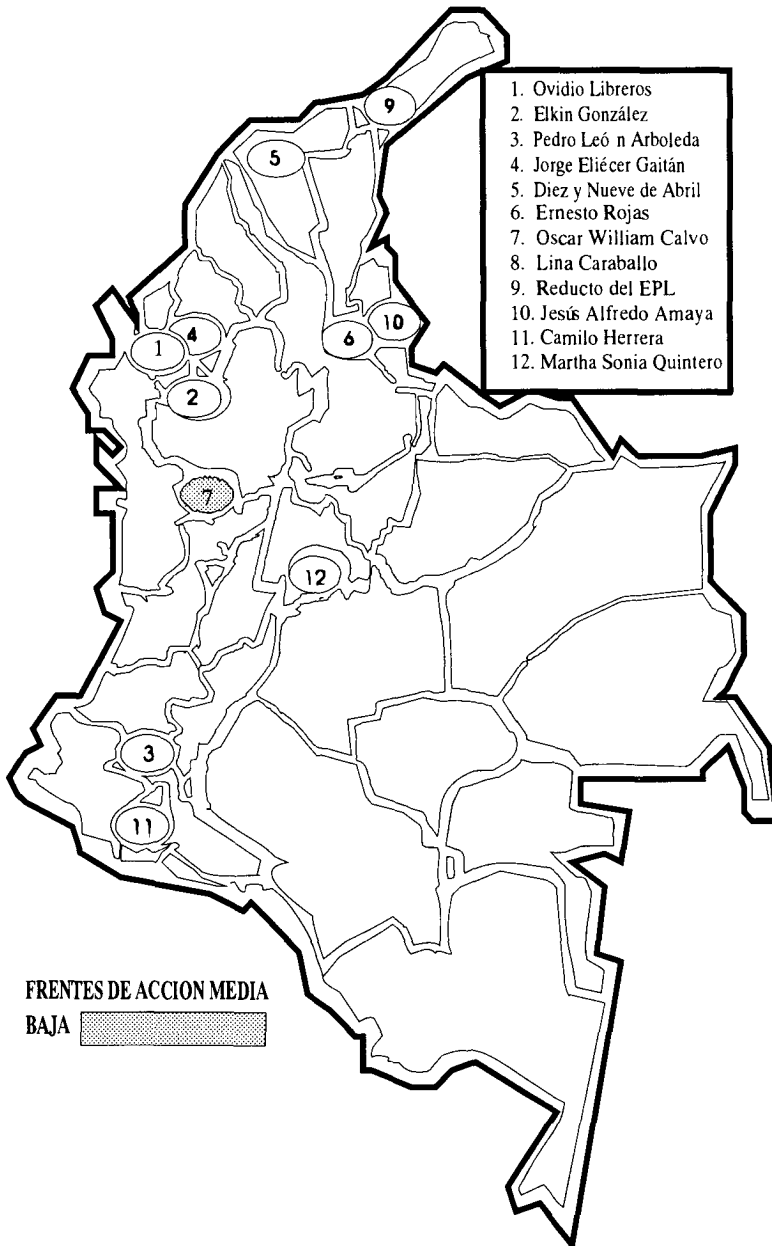 1. Ovidio Libreros
2. Elkin González
3. Pedro Leó n Arboleda
4. Jorge Eliécer Gaitán
5. Diez y Nueve de Abril
6. Ernesto Rojas
7. Oscar William Calvo
8. Lina Caraballo
9. Reducto del EPL
10. Jesús Alfredo Amaya
11. Camilo Herrera
12. Martha Sonia Quintero
9
5
4
10
1
6
2
7
12
3
11
FRENTES DE ACCION MEDIA
BAJA